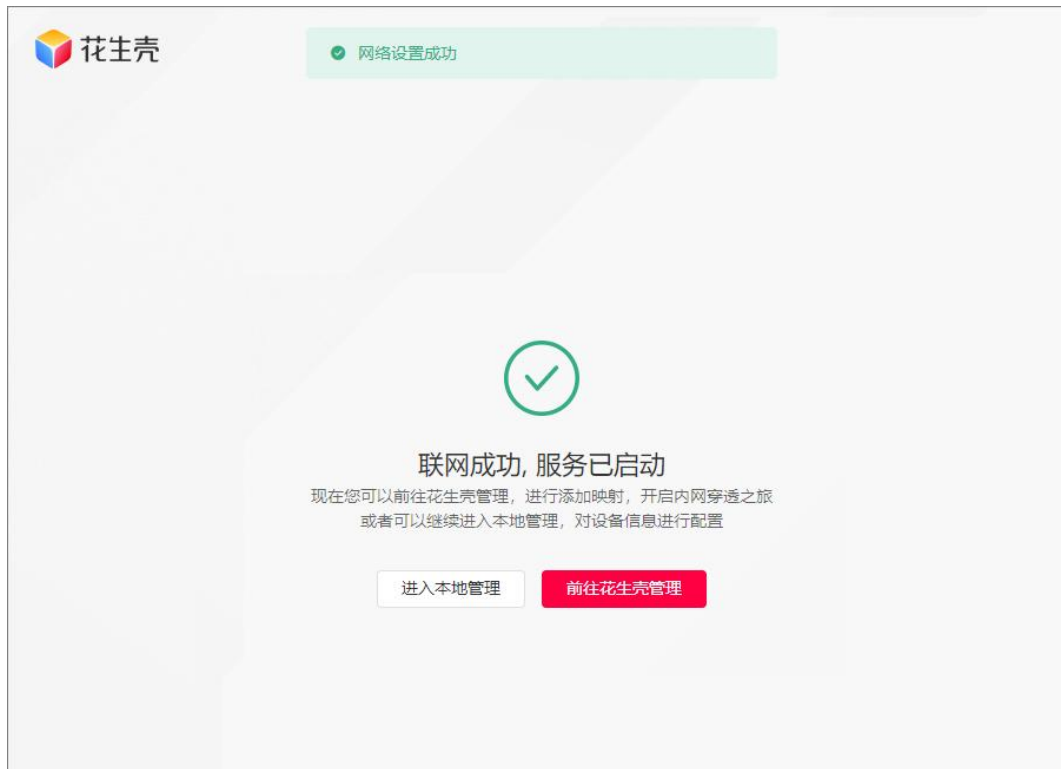 花生壳
网络设置成功
联网成功, 服务已启动
现在您可以前往花生壳管理，进行添加映射，开启内网穿透之旅
或者可以继续进入本地管理，对设备信息进行配置
进入本地管理
前往花生壳管理